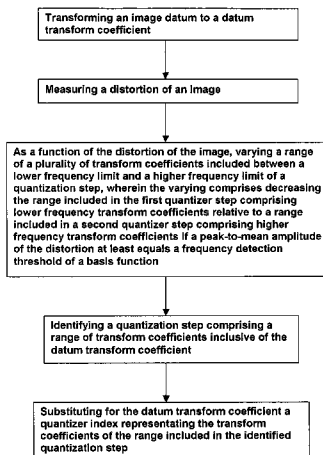 Transforming an image datum to a datum
transform coefficient
Measuring a distortion of an image
As a function of the distortion of the image, varying a range
of a plurality of transform coefficients included between a
lower frequency limit and a higher frequency limit of a
quantization step, wherein the varying comprises decreasing
the range included in the first quantizer step comprising
lower frequency transform coefficients relative to a range
included in a second quantizer step comprising higher
frequency transform coefficients if a peak-to-mean amplitude
of the distortion at least equals a frequency detection
threshold of a basis function
Identifying a quantization step comprising a
range of transform coefficients inclusive of the
datum transform coefficient
Substituting for the datum transform coefficient a
quantizer index representing the transform
coefficients of the range included in the identified
quantization step